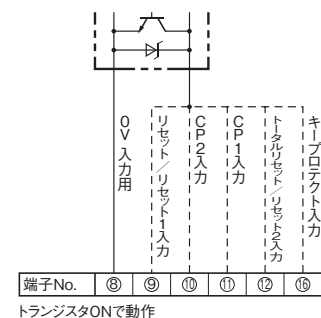 0V 入力用
リセット／リセット1入力
CP2入力
CP1入力
トータルリセット／リセット2入力
キープロテクト入力
端子No. ⑧ ⑨ ⑩ ⑪ ⑫ ⑯
トランジスタONで動作